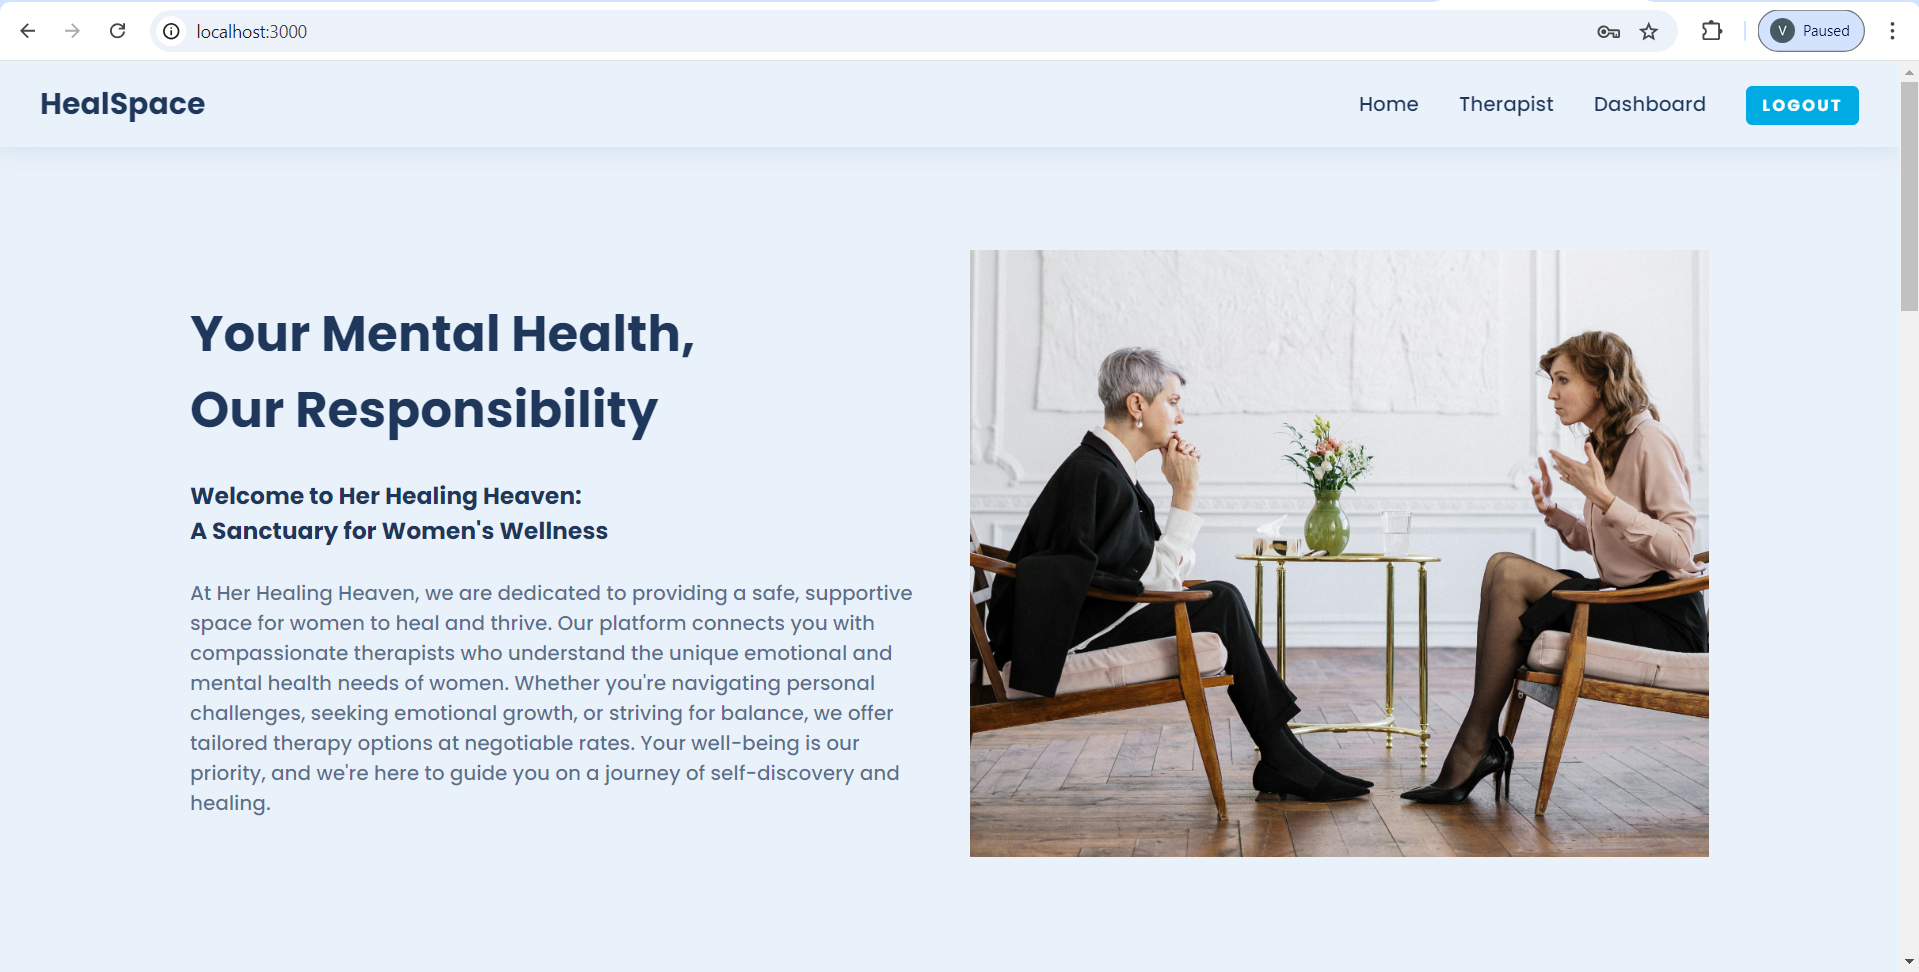 localhost:3000
V Paused
HealSpace
Home Therapist Dashboard LOGOUT
Your Mental Health,
Our Responsibility
Welcome to Her Healing Heaven:
A Sanctuary for Women's Wellness
At Her Healing Heaven, we are dedicated to providing a safe, supportive
space for women to heal and thrive. Our platform connects you with
compassionate therapists who understand the unique emotional and
mental health needs of women. Whether you're navigating personal
challenges, seeking emotional growth, or striving for balance, we offer
tailored therapy options at negotiable rates. Your well-being is our
priority, and we're here to guide you on a journey of self-discovery and
healing.